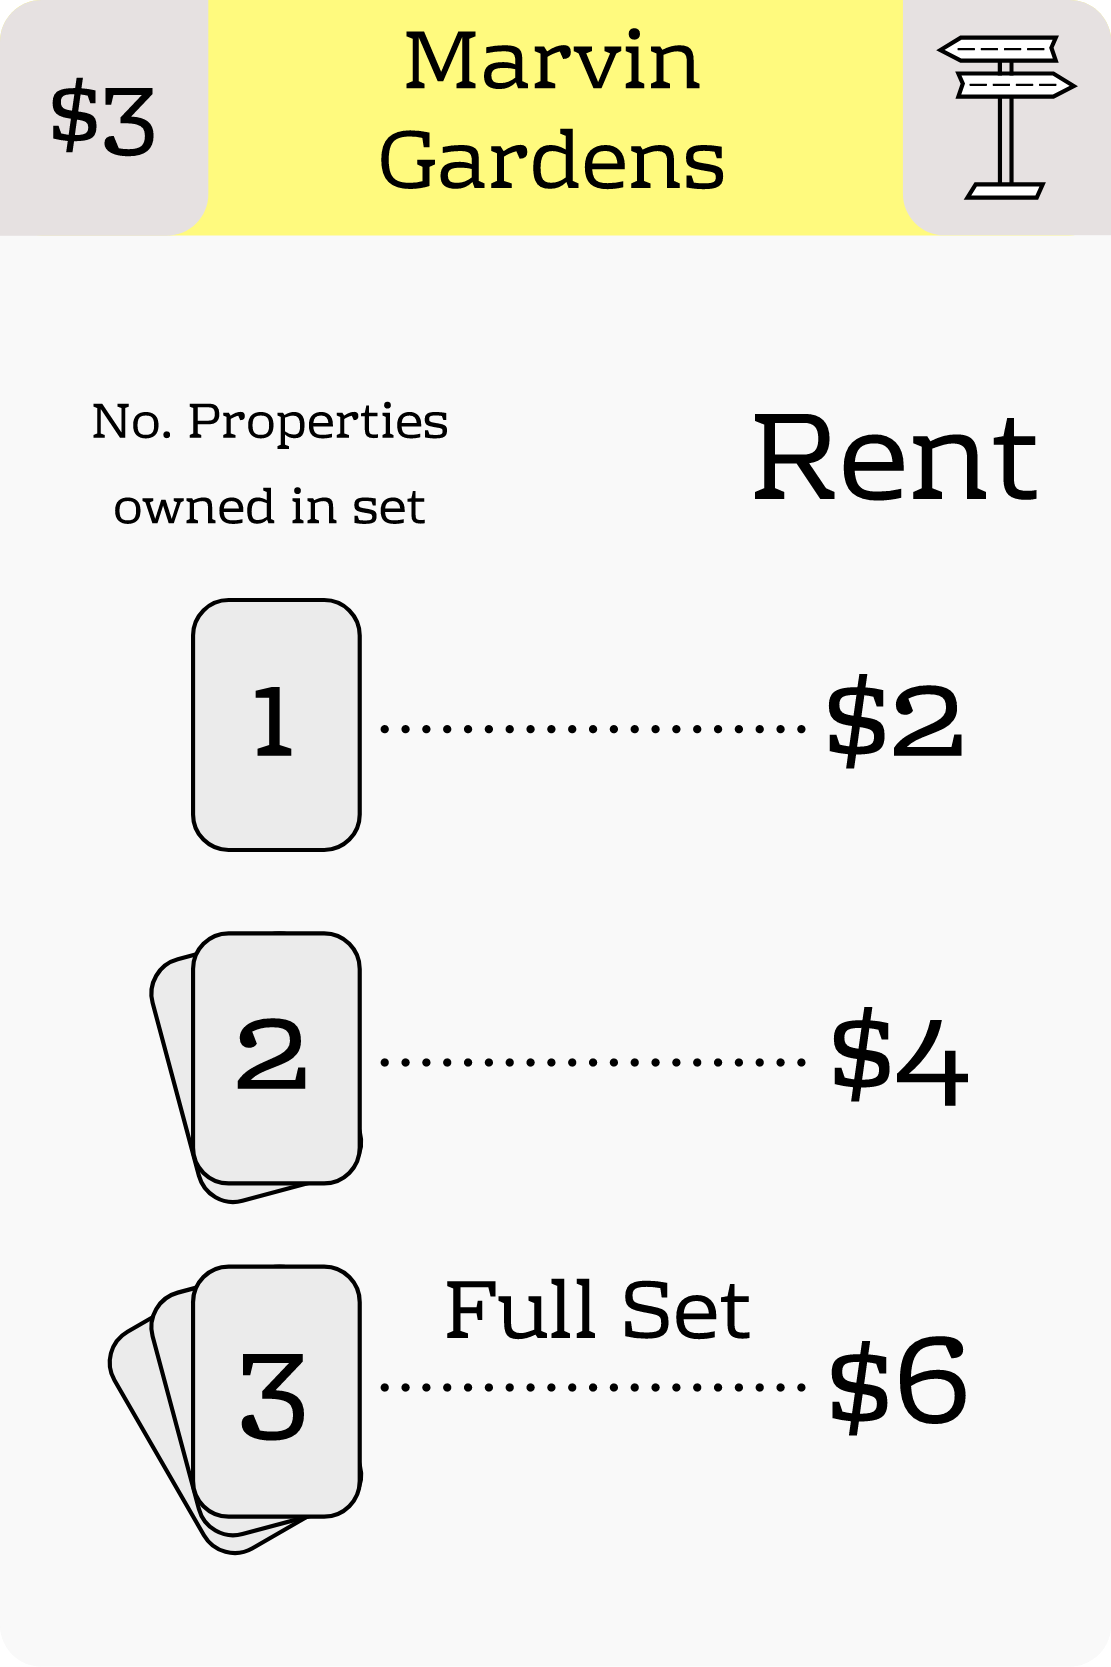 $3
Marvin
Gardens
No. Properties
owned in set
Rent
1
$2
2
$4
Full Set
3
$6